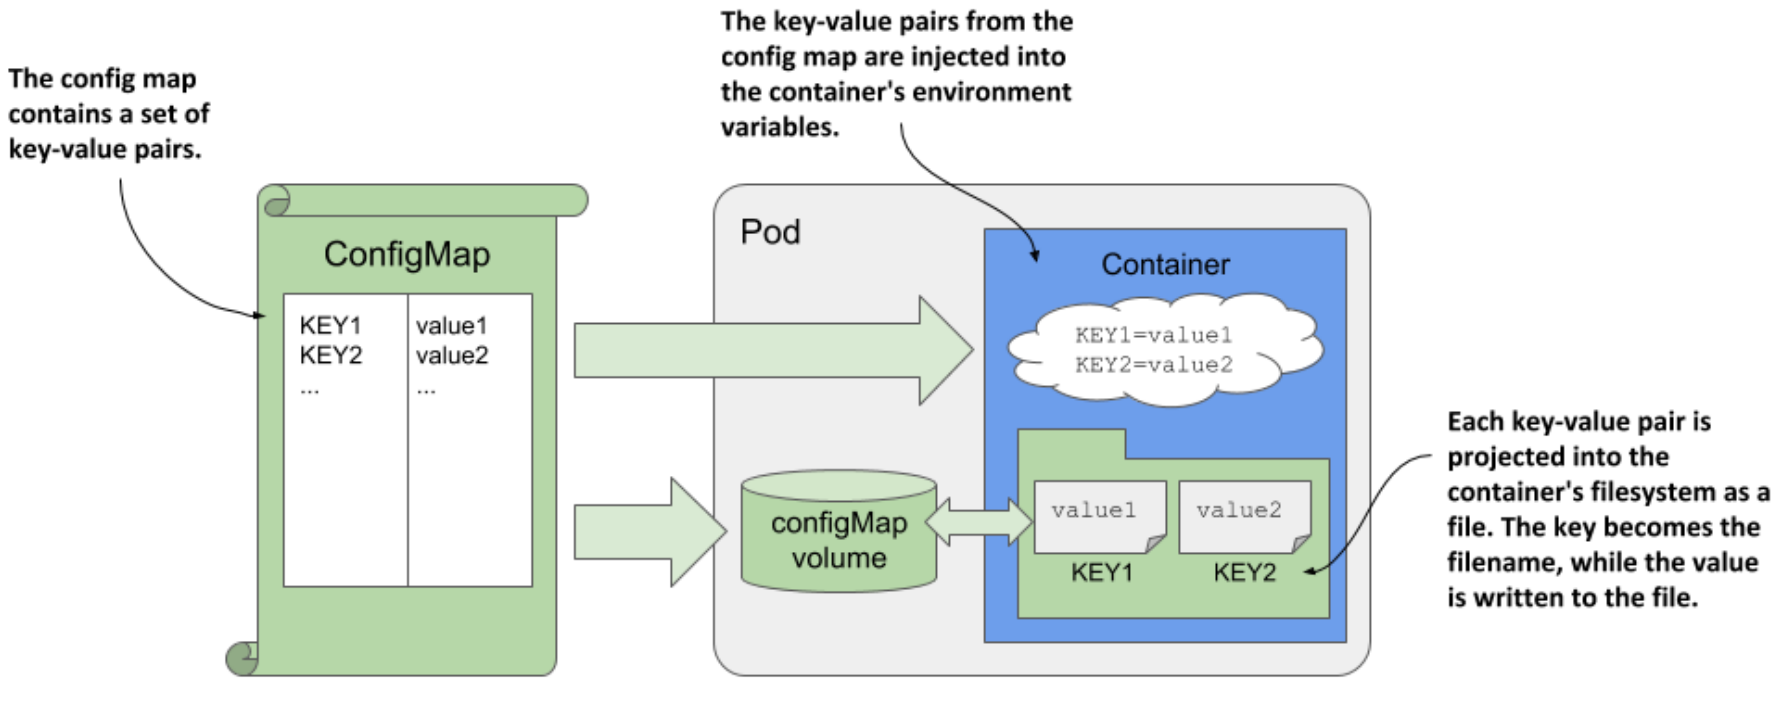 The key-value pairs from the
config map are injected into
the container's environment
variables.
The config map
contains a set of
key-value pairs.
ConfigMap
KEY1 value1
KEY2 value2
... ...
Pod
Container
KEY1=value1
KEY2=value2
configMap
volume
value1 value2
KEY1 KEY2
Each key-value pair is
projected into the
container's filesystem as a
file. The key becomes the
filename, while the value
is written to the file.